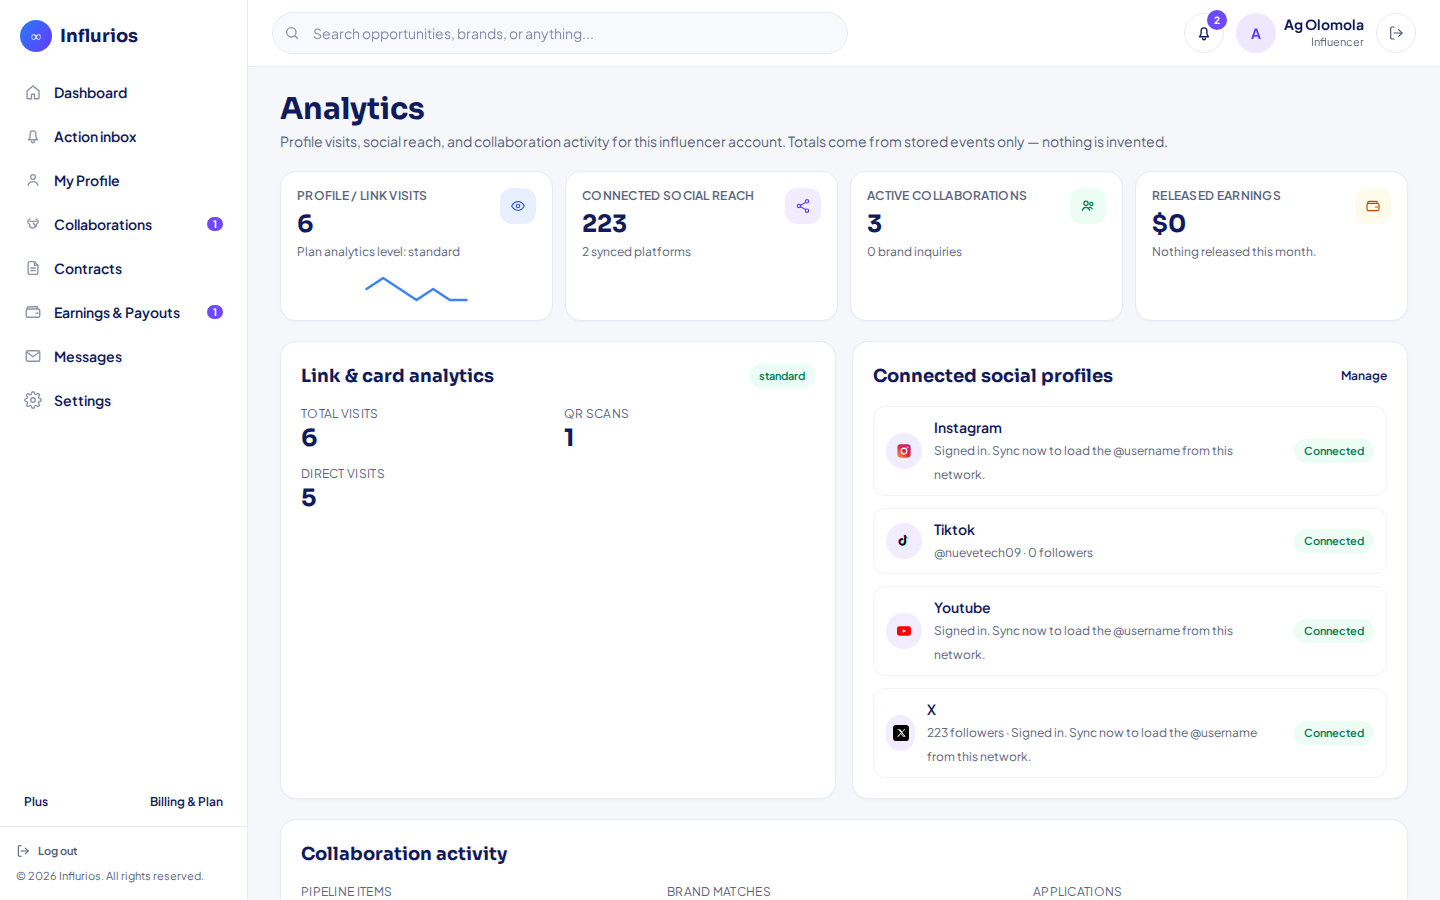 ∞ Influrios
Search opportunities, brands, or anything...
2
A
Ag Olomola
Influencer
Dashboard
Action inbox
My Profile
Collaborations 1
Contracts
Earnings & Payouts 1
Messages
Settings
Plus Billing & Plan
Log out
© 2026 Influrios. All rights reserved.
Analytics
Profile visits, social reach, and collaboration activity for this influencer account. Totals come from stored events only — nothing is invented.
PROFILE / LINK VISITS
6
Plan analytics level: standard
CONNECTED SOCIAL REACH
223
2 synced platforms
ACTIVE COLLABORATIONS
3
0 brand inquiries
RELEASED EARNINGS
$0
Nothing released this month.
Link & card analytics standard
TOTAL VISITS
6
QR SCANS
1
DIRECT VISITS
5
Connected social profiles Manage
Instagram
Signed in. Sync now to load the @username from this
network.
Connected
Tiktok
@nuevetech09 · 0 followers
Connected
Youtube
Signed in. Sync now to load the @username from this
network.
Connected
X
223 followers · Signed in. Sync now to load the @username
from this network.
Connected
Collaboration activity
PIPELINE ITEMS
BRAND MATCHES
APPLICATIONS